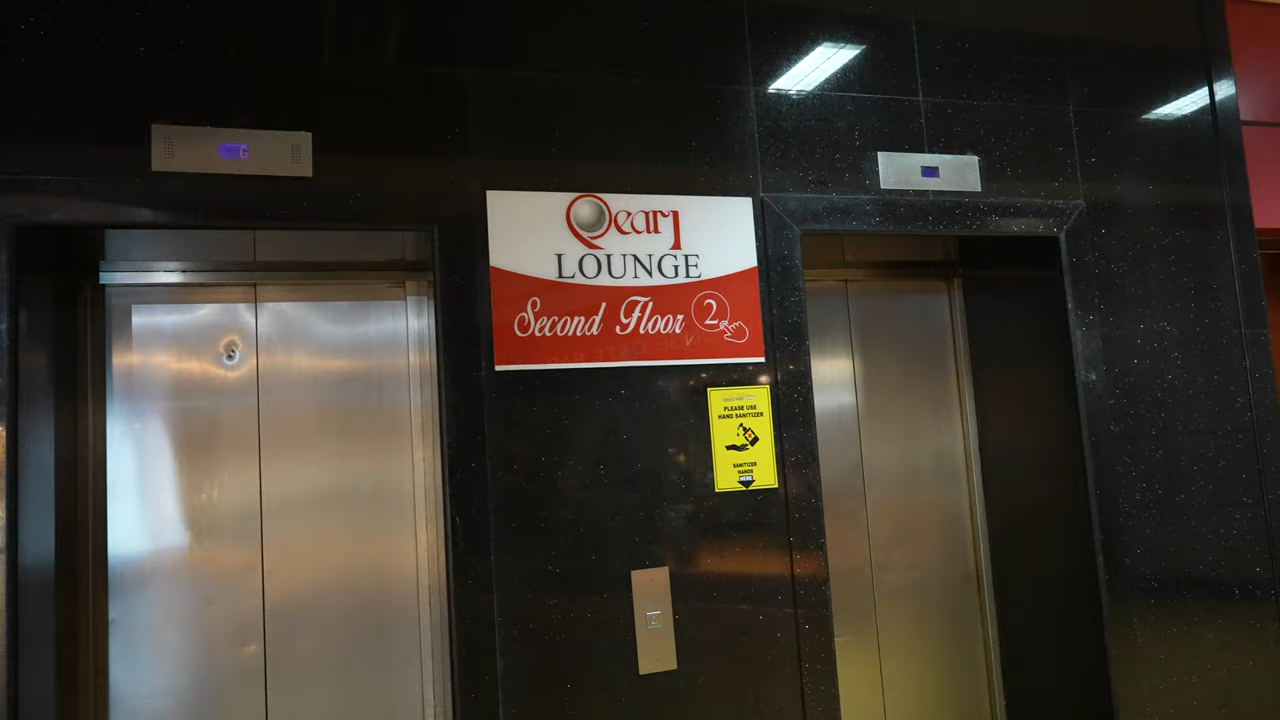 G
Pearl
LOUNGE
Second Floor 2
PLEASE USE
HAND SANITIZER
SANITIZER
HANDS
HERE